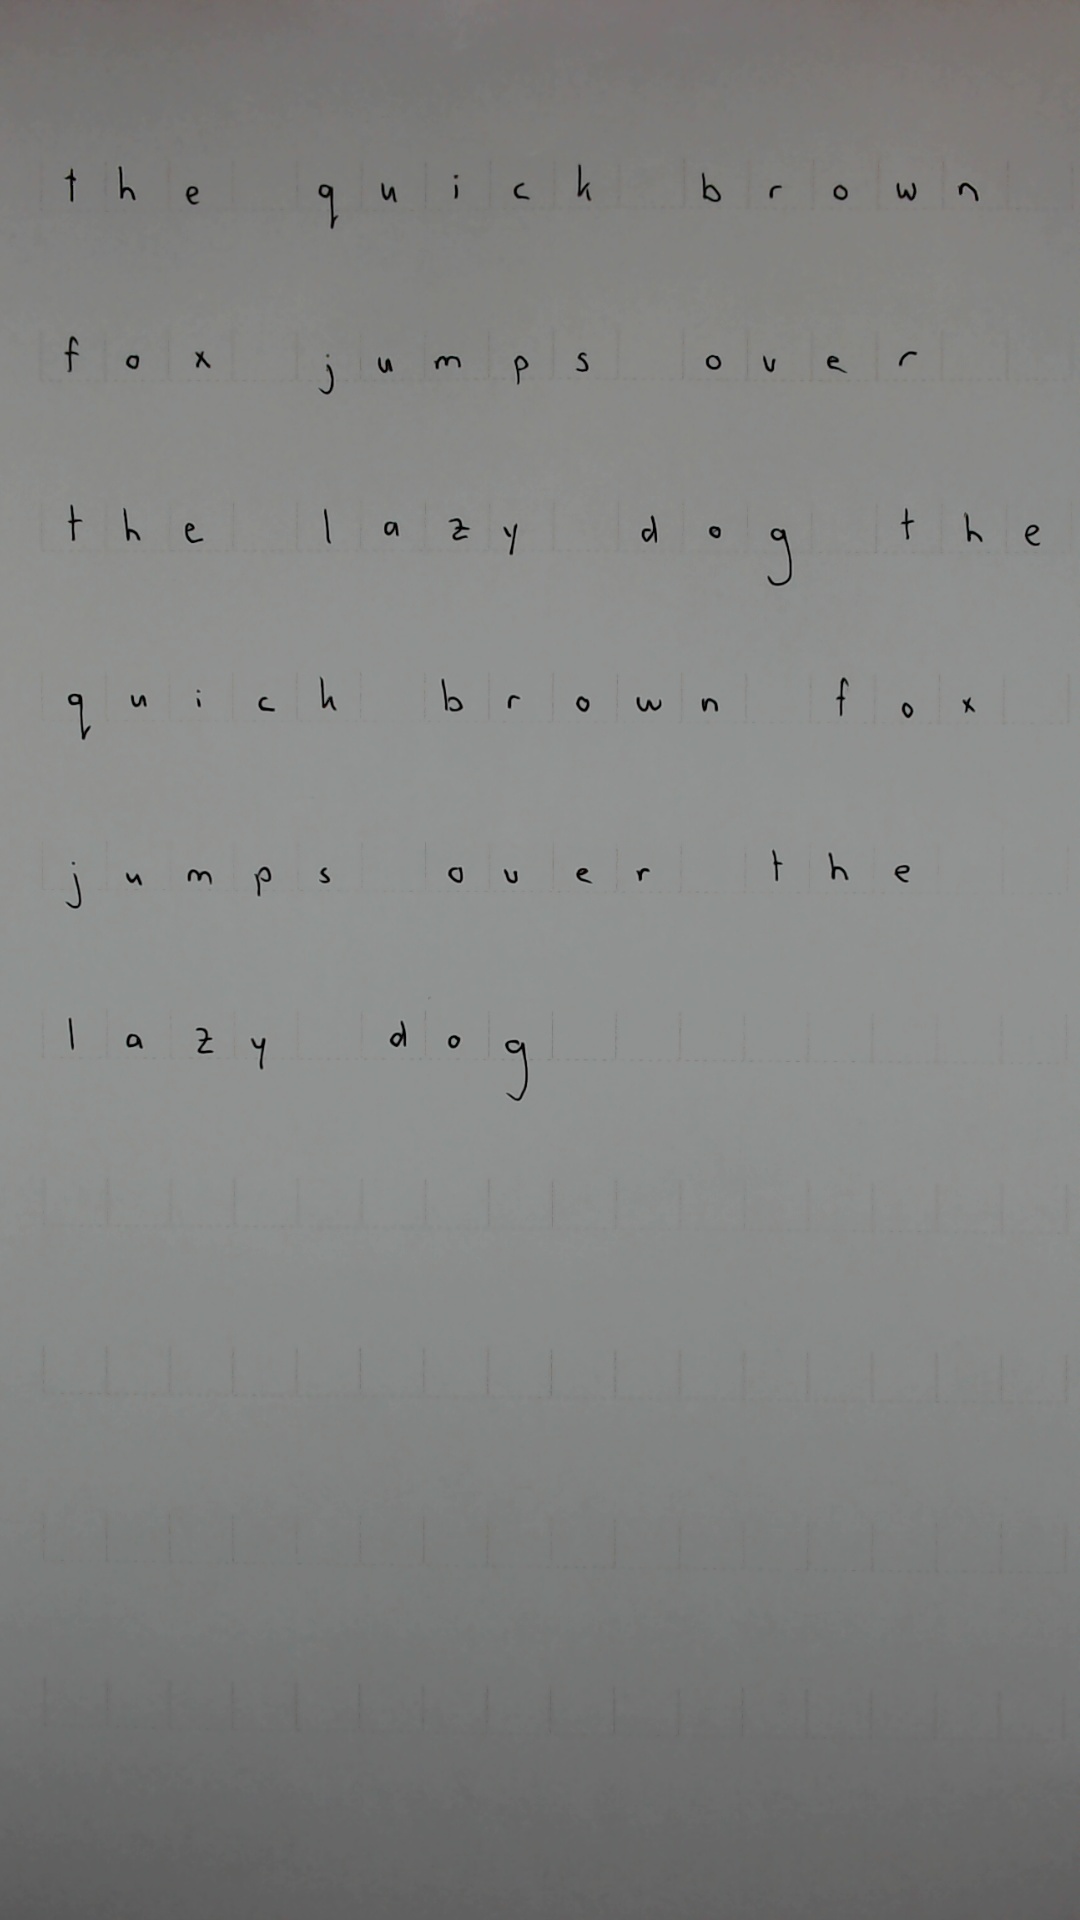 the quick brown
fox jumps over
the lazy dog the
quick brown fox
jumps over the
lazy dog